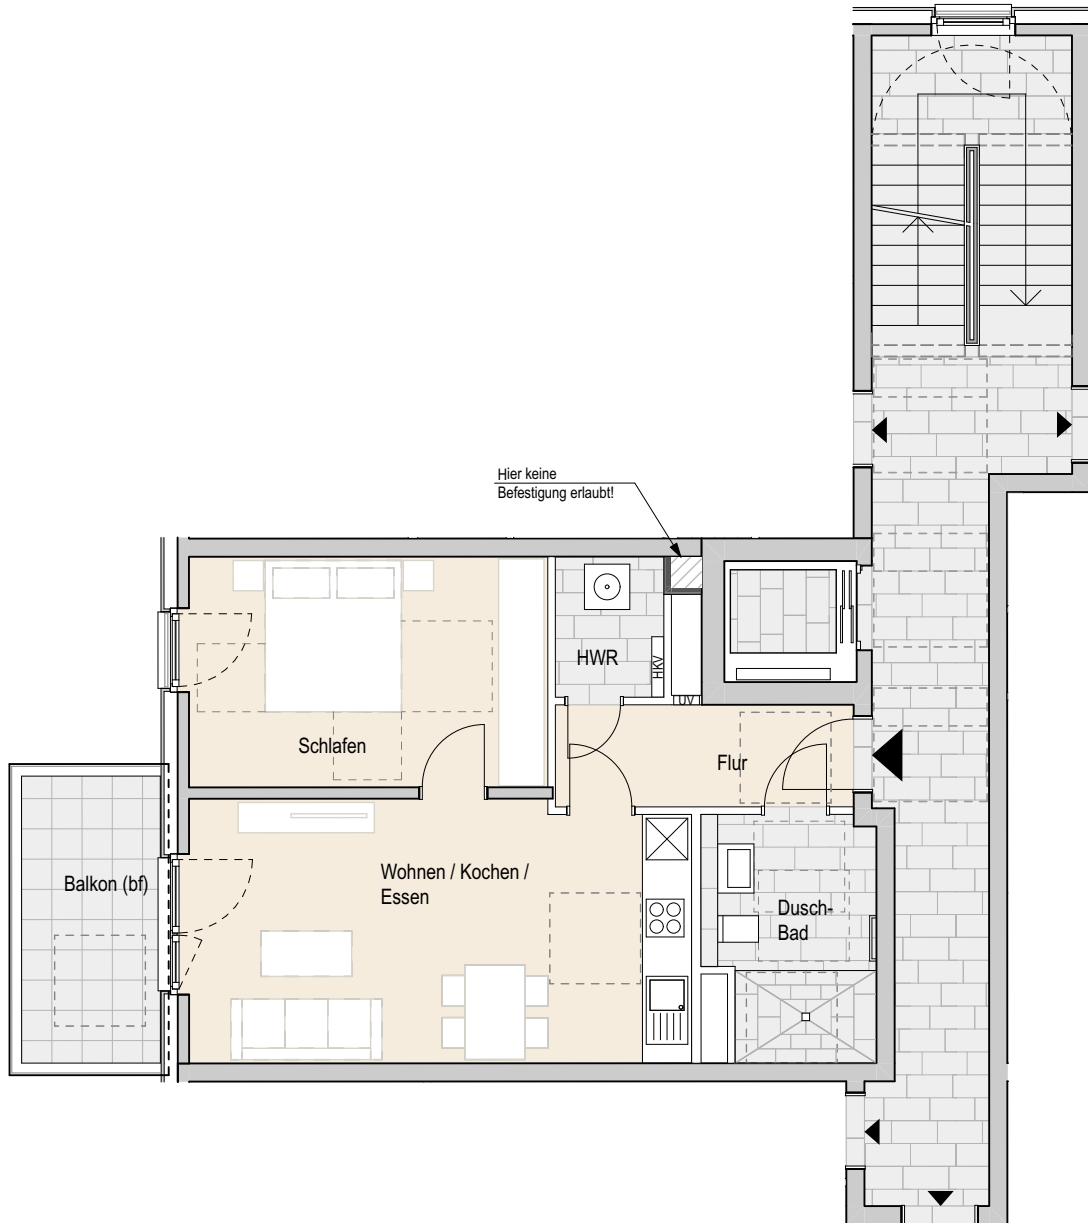 Hier keine
Befestigung erlaubt!
HWR
HKV
UV
Schlafen
Flur
Balkon (bf)
Wohnen / Kochen /
Essen
Dusch-
Bad